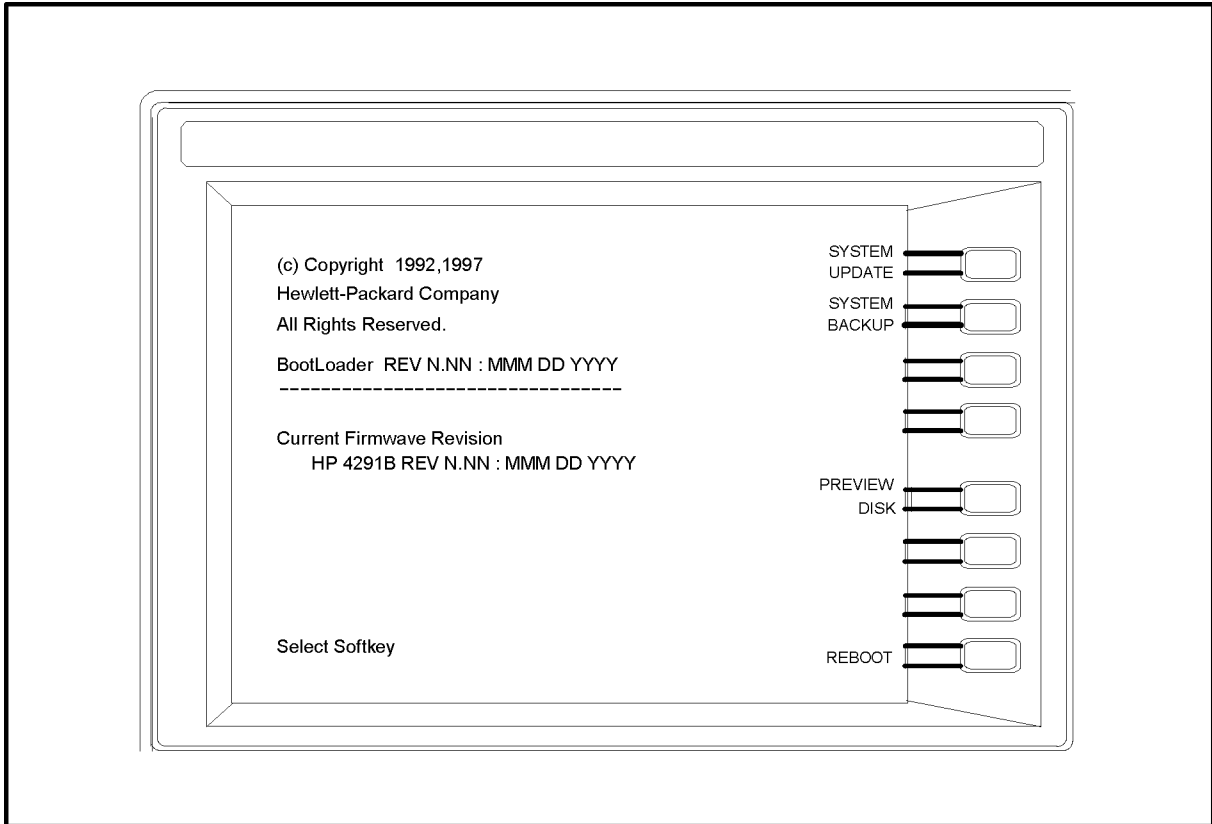 (c) Copyright 1992,1997
Hewlett-Packard Company
All Rights Reserved.
BootLoader REV N.NN : MMM DD YYYY
---------------------------------
Current Firmwave Revision
HP 4291B REV N.NN : MMM DD YYYY
Select Softkey
SYSTEM
UPDATE
SYSTEM
BACKUP
PREVIEW
DISK
REBOOT